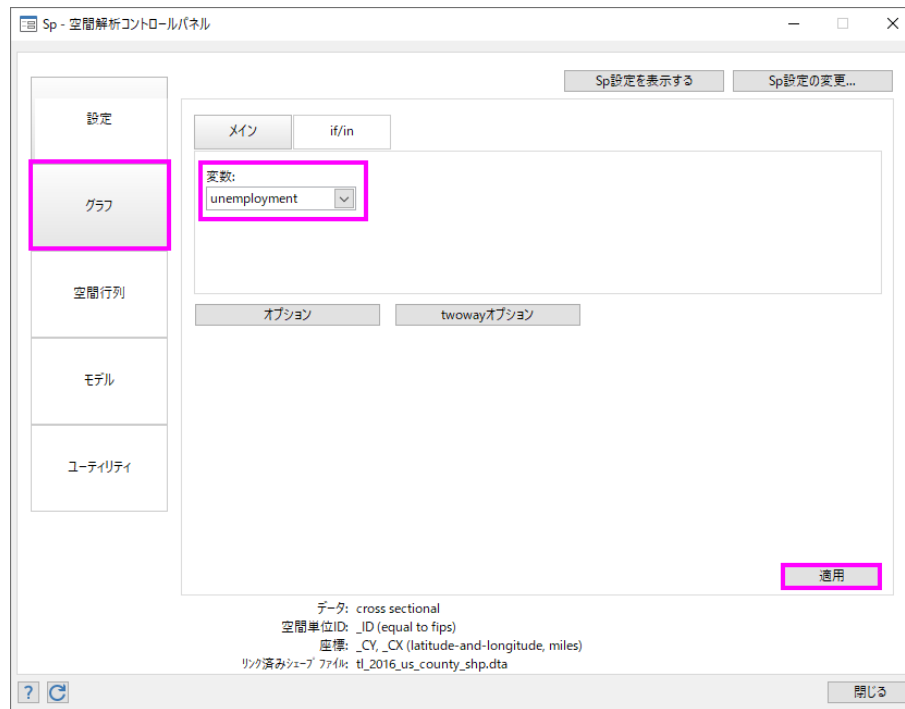 Sp - 空間解析コントロールパネル
Sp設定を表示する
Sp設定の変更...
設定
グラフ
空間行列
モデル
ユーティリティ
メイン
if/in
変数:
unemployment
オプション
twowayオプション
適用
データ: cross sectional
空間単位ID: _ID (equal to fips)
座標: _CY, _CX (latitude-and-longitude, miles)
リンク済みシェープファイル: tl_2016_us_county_shp.dta
?
閉じる